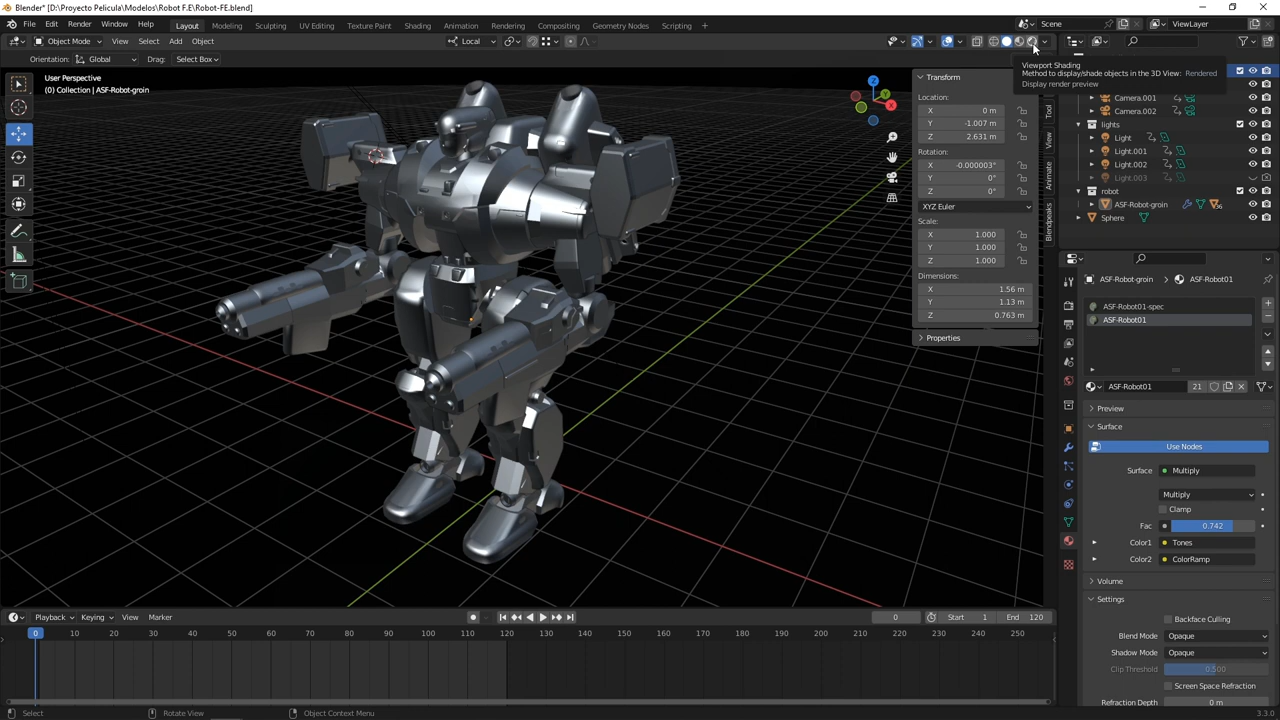 Blender* [D:\Proyecto Pelicula\Modelos\Robot F.E\Robot-FE.blend]
File Edit Render Window Help Layout Modeling Sculpting UV Editing Texture Paint Shading Animation Rendering Compositing Geometry Nodes Scripting + Scene ViewLayer
Object Mode View Select Add Object Local
Orientation: Global Drag: Select Box
Viewport Shading
Method to display/shade objects in the 3D View: Rendered
Display render preview
User Perspective
(0) Collection | ASF-Robot-groin
X
Y
Z
Transform
Location:
X 0 m
Y -1.007 m
Z 2.631 m
Rotation:
X -0.000003°
Y 0°
Z 0°
XYZ Euler
Scale:
X 1.000
Y 1.000
Z 1.000
Dimensions:
X 1.56 m
Y 1.13 m
Z 0.763 m
Properties
Tool
View
Animate
Blendpeaks
Camera.001
Camera.002
lights
Light
Light.001
Light.002
Light.003
robot
ASF-Robot-groin
Sphere
ASF-Robot-groin ASF-Robot01
ASF-Robot01-spec
ASF-Robot01
ASF-Robot01 21
Preview
Surface
Use Nodes
Surface Multiply
Multiply
Clamp
Fac 0.742
Color1 Tones
Color2 ColorRamp
Volume
Settings
Backface Culling
Blend Mode Opaque
Shadow Mode Opaque
Clip Threshold 0.500
Screen Space Refraction
Refraction Depth 0 m
Playback Keying View Marker 0 Start 1 End 120
0 10 20 30 40 50 60 70 80 90 100 110 120 130 140 150 160 170 180 190 200 210 220 230 240 250
Select Rotate View Object Context Menu 3.3.0